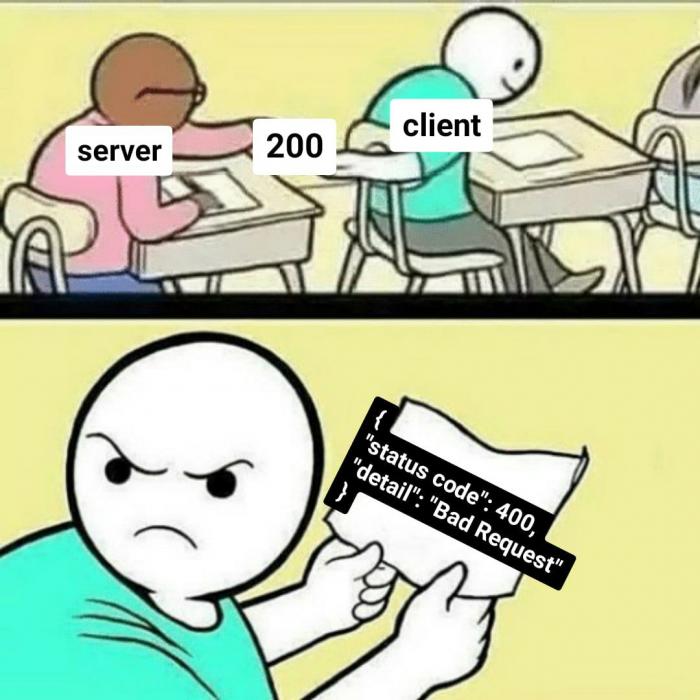 server
200
client
{
"status code": 400,
"detail": "Bad Request"
}